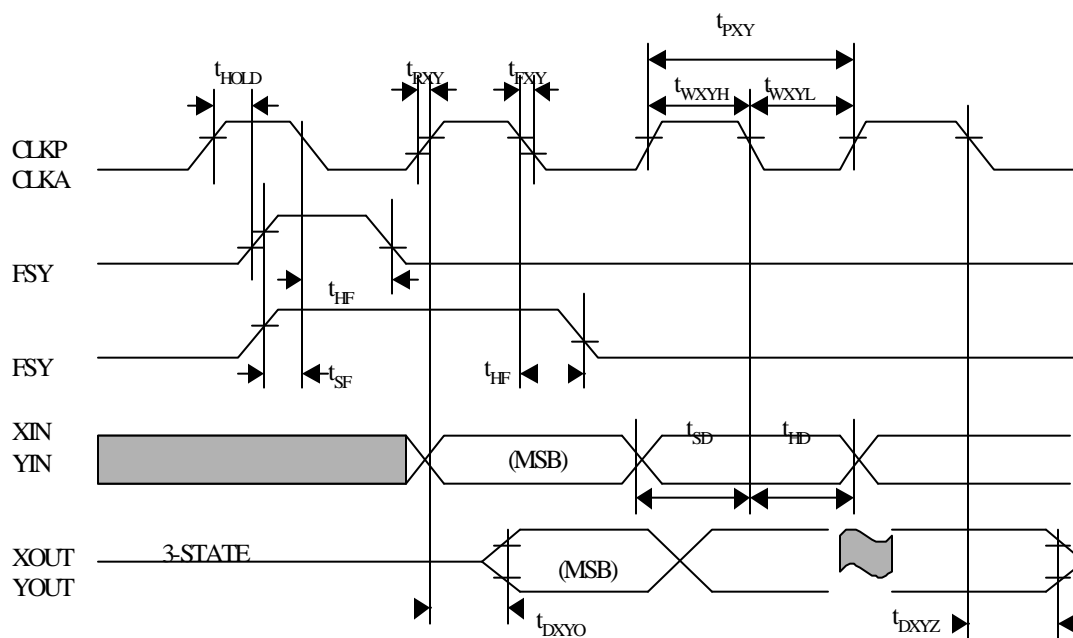 tPXY
tHOLD
tRXY
tFXY
tWXYH
tWXYL
CLKP
CLKA
FSY
tHF
FSY
tSF
tHF
XIN
YIN
(MSB)
tSD
tHD
XOUT
YOUT
3-STATE
(MSB)
tDXYO
tDXYZ